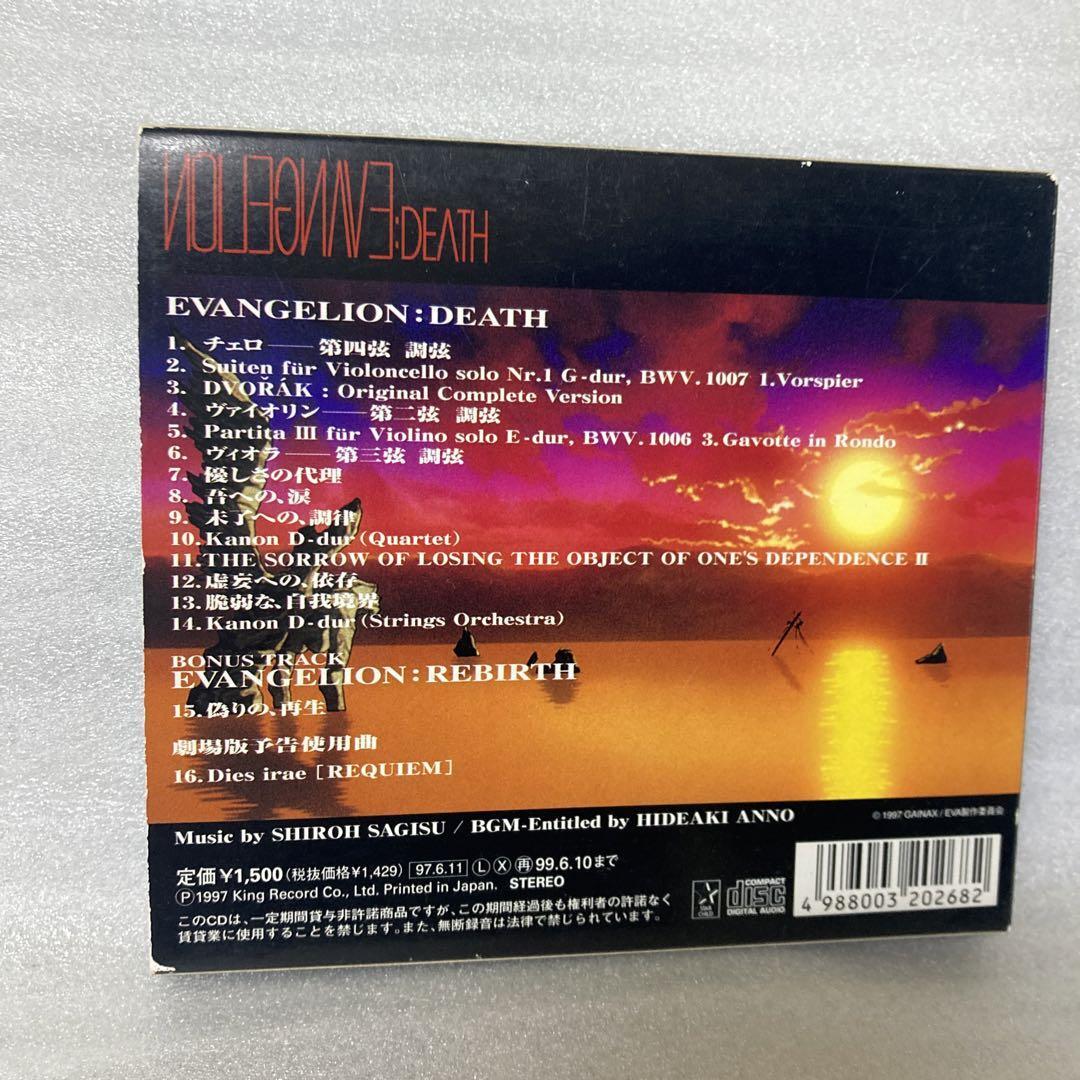 EVANGELION:DEATH
EVANGELION:DEATH
1. チェロ——第四弦 調弦
2. Suiten für Violoncello solo Nr.1 G-dur, BWV.1007 1.Vorspier
3. DVOŘÁK : Original Complete Version
4. ヴァイオリン——第二弦 調弦
5. Partita III für Violino solo E-dur, BWV.1006 3.Gavotte in Rondo
6. ヴィオラ——第三弦 調弦
7. 優しさの代理
8. 吾への、涙
9. 未了への、調律
10.Kanon D-dur (Quartet)
11.THE SORROW OF LOSING THE OBJECT OF ONE'S DEPENDENCE II
12.虚妄への、依存
13.脆弱な、自我境界
14.Kanon D-dur (Strings Orchestra)
BONUS TRACK
EVANGELION:REBIRTH
15.偽りの、再生
劇場版予告使用曲
16.Dies irae [REQUIEM]
Music by SHIROH SAGISU / BGM-Entitled by HIDEAKI ANNO
©1997 GAINAX / EVA製作委員会
定価¥1,500(税抜価格¥1,429) 97.6.11 Ⓛ Ⓧ 再 99.6.10まで
Ⓟ1997 King Record Co., Ltd. Printed in Japan. STEREO
このCDは、一定期間貸与非許諾商品ですが、この期間経過後も権利者の許諾なく
賃貸業に使用することを禁じます。また、無断録音は法律で禁じられています。
STAR CHILD
COMPACT disc DIGITAL AUDIO
4 988003 202682